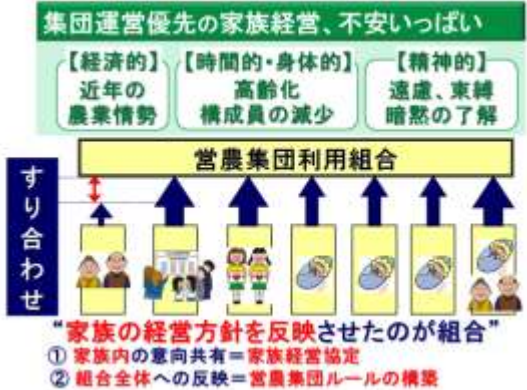 集団運営優先の家族経営、不安いっぱい
【経済的】
近年の
農業情勢
【時間的・身体的】
高齢化
構成員の減少
【精神的】
遠慮、束縛
暗黙の了解
営農集団利用組合
すり合わせ
“家族の経営方針を反映させたのが組合”
① 家族内の意向共有=家族経営協定
② 組合全体への反映=営農集団ルールの構築